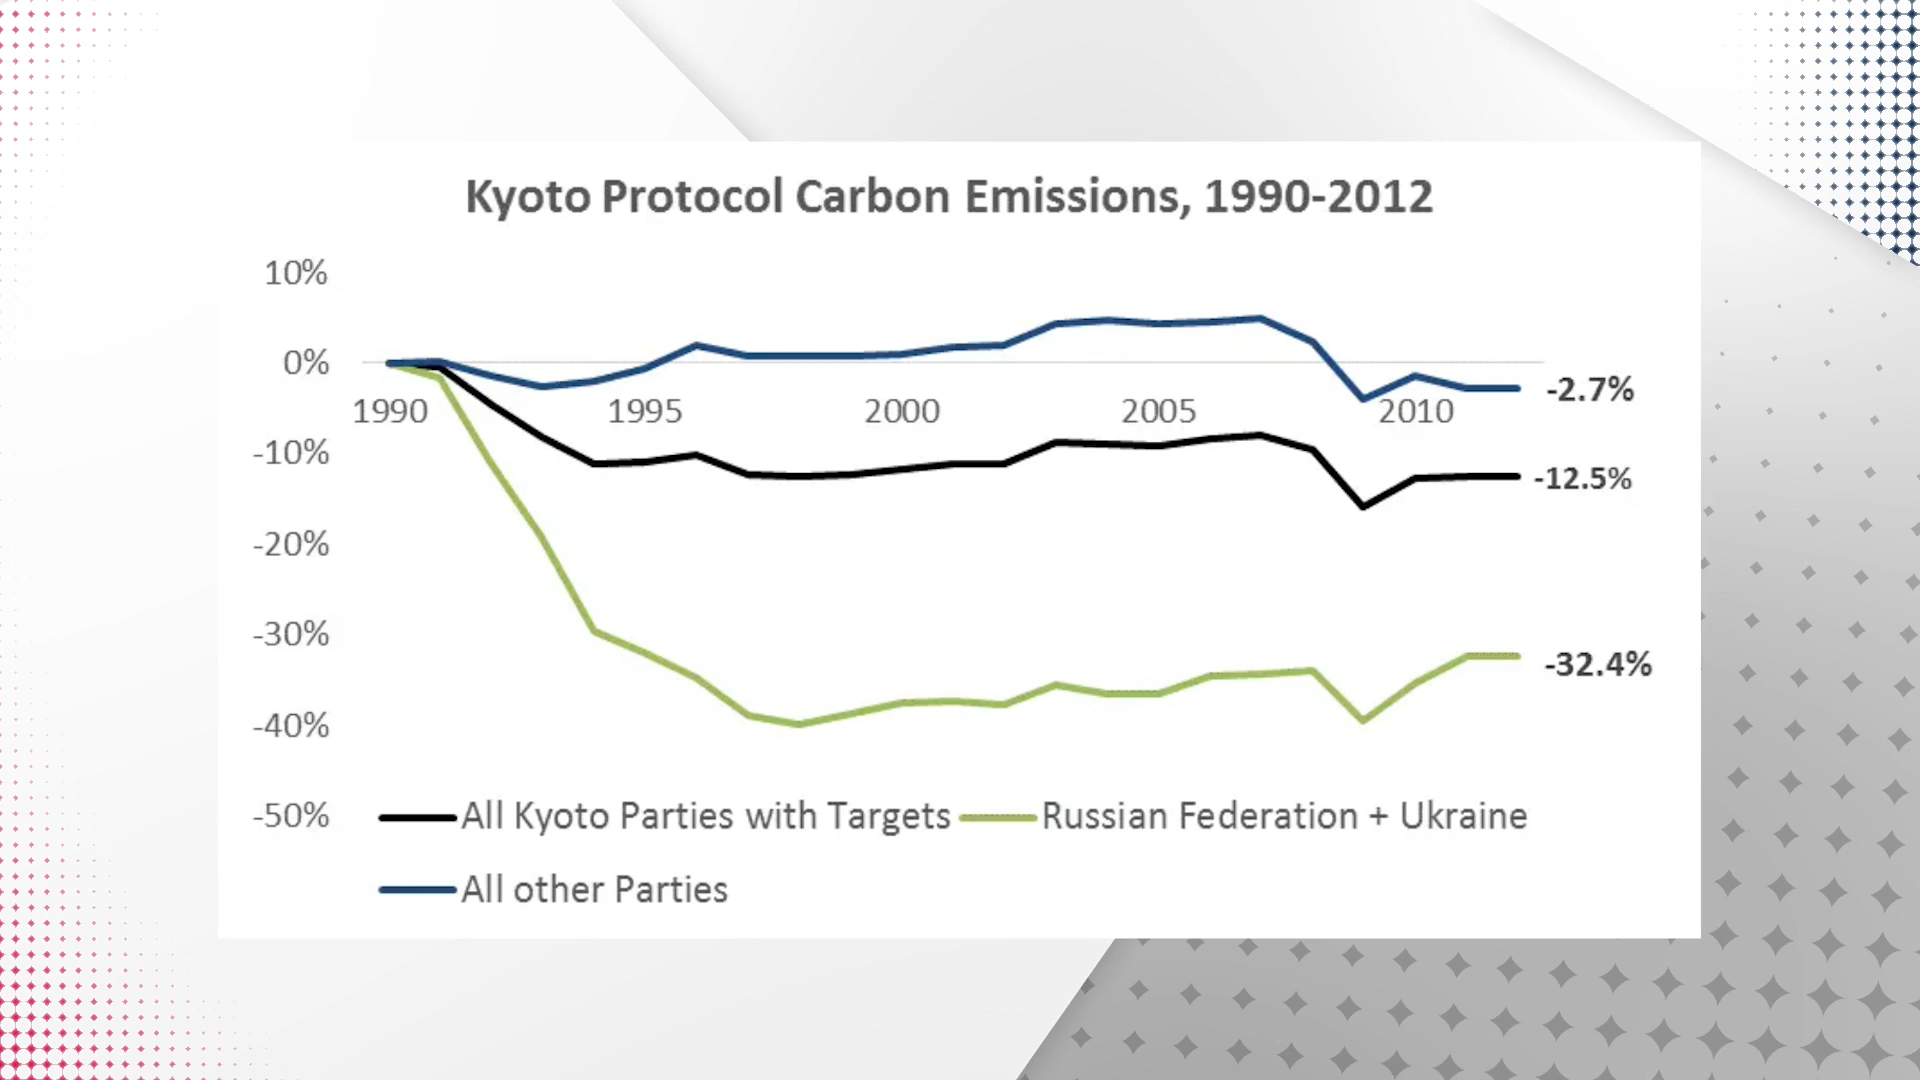 Kyoto Protocol Carbon Emissions, 1990-2012
10%
0%
1990 1995 2000 2005 2010
-2.7%
-10%
-12.5%
-20%
-30%
-32.4%
-40%
-50%
All Kyoto Parties with Targets Russian Federation + Ukraine
All other Parties